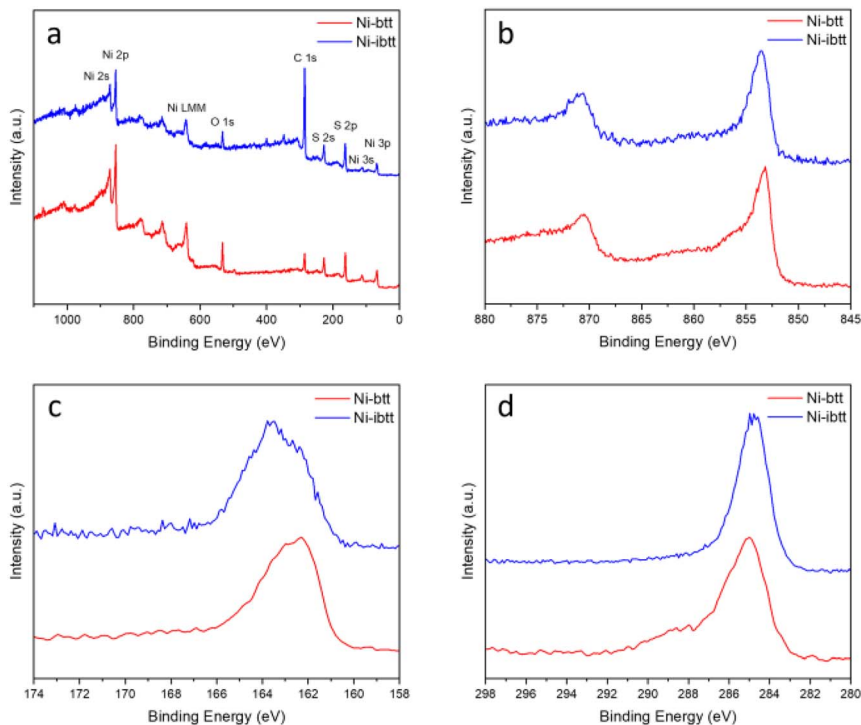 a
Ni-btt
Ni-ibtt
Ni 2p
Ni 2s
Ni LMM
O 1s
C 1s
S 2s
S 2p
Ni 3s
Ni 3p
Intensity (a.u.)
1000 800 600 400 200 0
Binding Energy (eV)
b
Ni-btt
Ni-ibtt
Intensity (a.u.)
880 875 870 865 860 855 850 845
Binding Energy (eV)
c
Ni-btt
Ni-ibtt
Intensity (a.u.)
174 172 170 168 166 164 162 160 158
Binding Energy (eV)
d
Ni-btt
Ni-ibtt
Intensity (a.u.)
298 296 294 292 290 288 286 284 282 280
Binding Energy (eV)